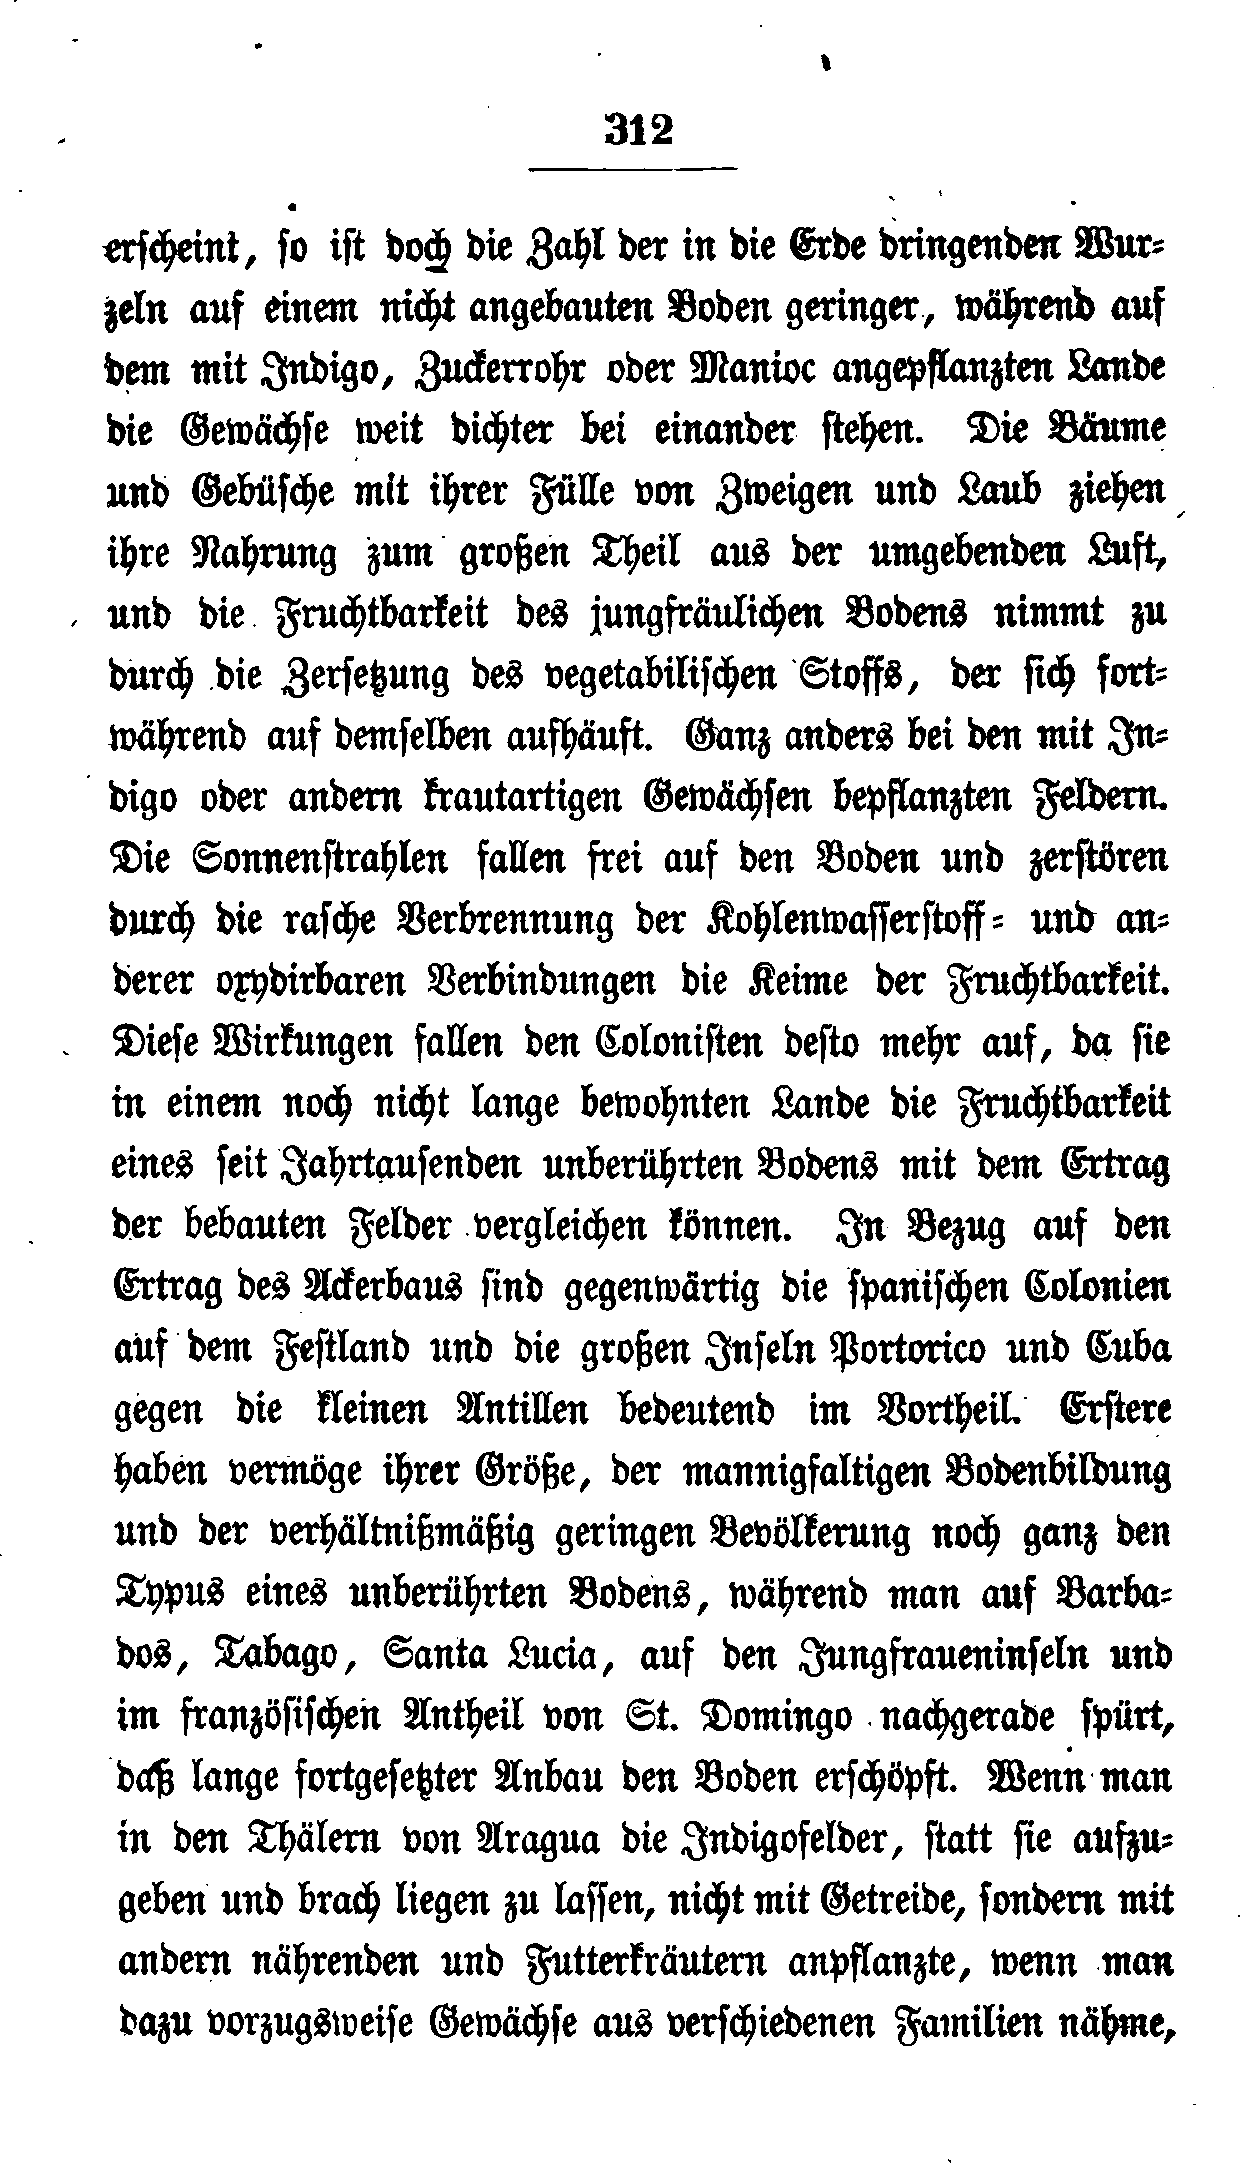 312
erscheint, so ist doch die Zahl der in die Erde dringenden Wur-
zeln auf einem nicht angebauten Boden geringer, während auf
dem mit Indigo, Zuckerrohr oder Manioc angepflanzten Lande
die Gewächse weit dichter bei einander stehen. Die Bäume
und Gebüsche mit ihrer Fülle von Zweigen und Laub ziehen
ihre Nahrung zum großen Theil aus der umgebenden Luft,
und die Fruchtbarkeit des jungfräulichen Bodens nimmt zu
durch die Zersetzung des vegetabilischen Stoffs, der sich fort-
während auf demselben aufhäuft. Ganz anders bei den mit In-
digo oder andern krautartigen Gewächsen bepflanzten Feldern.
Die Sonnenstrahlen fallen frei auf den Boden und zerstören
durch die rasche Verbrennung der Kohlenwasserstoff- und an-
derer oxydirbaren Verbindungen die Keime der Fruchtbarkeit.
Diese Wirkungen fallen den Colonisten desto mehr auf, da sie
in einem noch nicht lange bewohnten Lande die Fruchtbarkeit
eines seit Jahrtausenden unberührten Bodens mit dem Ertrag
der bebauten Felder vergleichen können. In Bezug auf den
Ertrag des Ackerbaus sind gegenwärtig die spanischen Colonien
auf dem Festland und die großen Inseln Portorico und Cuba
gegen die kleinen Antillen bedeutend im Vortheil. Erstere
haben vermöge ihrer Größe, der mannigfaltigen Bodenbildung
und der verhältnißmäßig geringen Bevölkerung noch ganz den
Typus eines unberührten Bodens, während man auf Barba-
dos, Tabago, Santa Lucia, auf den Jungfraueninseln und
im französischen Antheil von St. Domingo nachgerade spürt,
daß lange fortgesetzter Anbau den Boden erschöpft. Wenn man
in den Thälern von Aragua die Indigofelder, statt sie aufzu-
geben und brach liegen zu lassen, nicht mit Getreide, sondern mit
andern nährenden und Futterkräutern anpflanzte, wenn man
dazu vorzugsweise Gewächse aus verschiedenen Familien nähme,